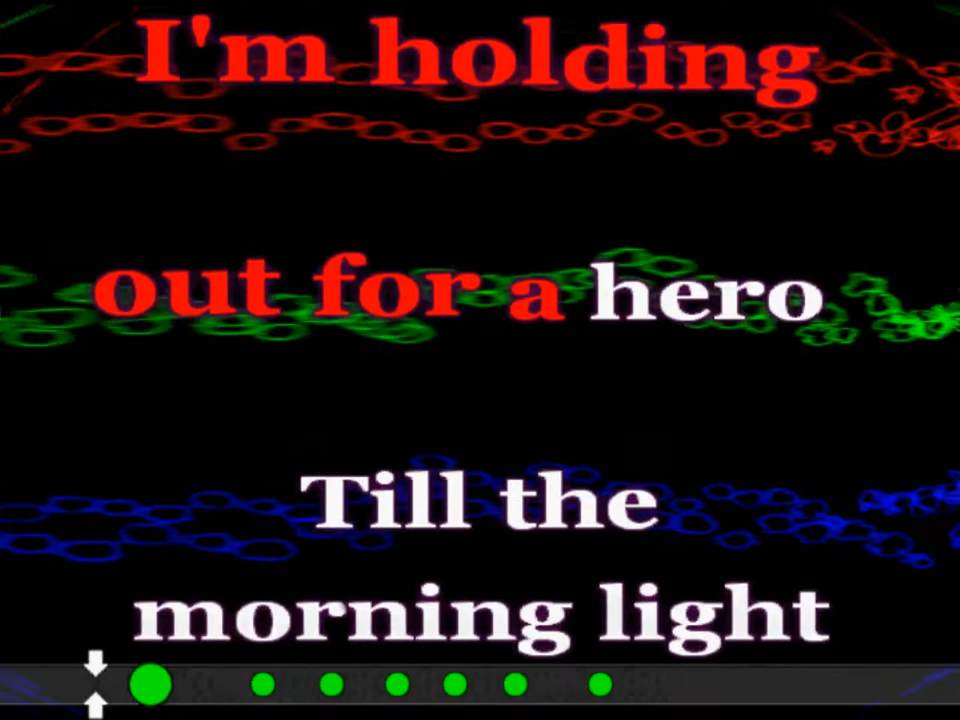 I'm holding
out for a hero
Till the
morning light